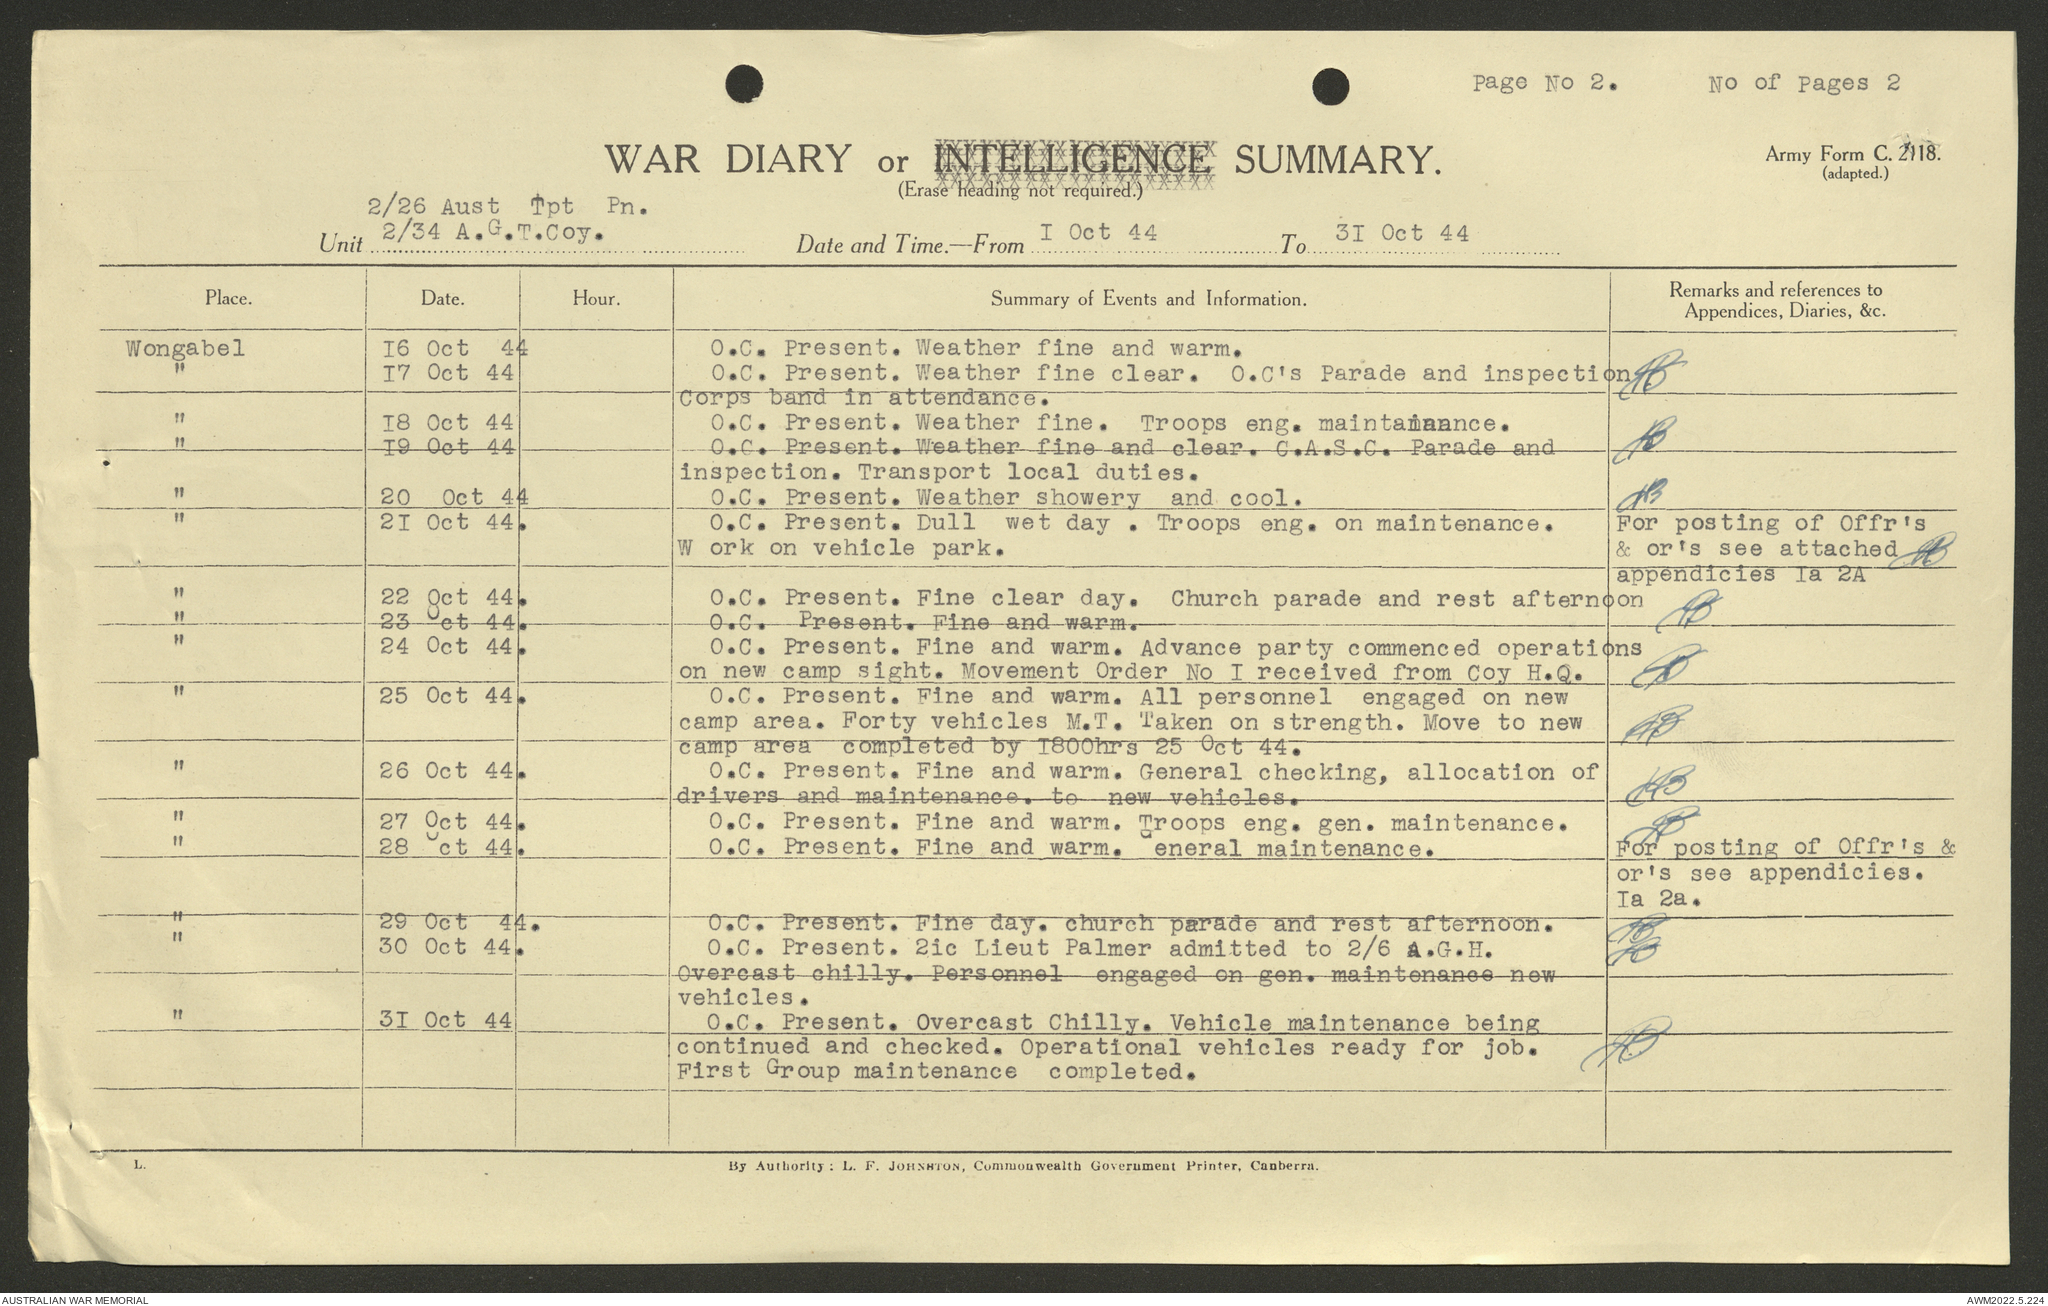 Page No 2. No of Pages 2
WAR DIARY or INTELLIGENCE SUMMARY.
Army Form C. 2118.
(adapted.)
(Erase heading not required.)
2/26 Aust Tpt Pn.
Unit 2/34 A.G.T.Coy. Date and Time.—From I Oct 44 To 3I Oct 44
Place. Date. Hour. Summary of Events and Information. Remarks and references to
Appendices, Diaries, &c.
Wongabel I6 Oct 44 O.C. Present. Weather fine and warm.
" I7 Oct 44 O.C. Present. Weather fine clear. O.C's Parade and inspection
Corps band in attendance.
" I8 Oct 44 O.C. Present. Weather fine. Troops eng. maintainance.
" I9 Oct 44 O.C. Present. Weather fine and clear. C.A.S.C. Parade and
inspection. Transport local duties.
" 20 Oct 44 O.C. Present. Weather showery and cool.
" 2I Oct 44. O.C. Present. Dull wet day . Troops eng. on maintenance. For posting of Offr's
W ork on vehicle park. & or's see attached
appendicies Ia 2A
" 22 Oct 44. O.C. Present. Fine clear day. Church parade and rest afternoon
" 23 Oct 44. O.C. Present. Fine and warm.
" 24 Oct 44. O.C. Present. Fine and warm. Advance party commenced operations
on new camp sight. Movement Order No I received from Coy H.Q.
" 25 Oct 44. O.C. Present. Fine and warm. All personnel engaged on new
camp area. Forty vehicles M.T. Taken on strength. Move to new
camp area completed by I800hrs 25 Oct 44.
" 26 Oct 44. O.C. Present. Fine and warm. General checking, allocation of
drivers and maintenance. to new vehicles.
" 27 Oct 44. O.C. Present. Fine and warm. Troops eng. gen. maintenance.
" 28 Oct 44. O.C. Present. Fine and warm. General maintenance. For posting of Offr's &
or's see appendicies.
Ia 2a.
" 29 Oct 44. O.C. Present. Fine day. church parade and rest afternoon.
" 30 Oct 44. O.C. Present. 2ic Lieut Palmer admitted to 2/6 A.G.H.
Overcast chilly. Personnel engaged on gen. maintenance new
vehicles.
" 3I Oct 44 O.C. Present. Overcast Chilly. Vehicle maintenance being
continued and checked. Operational vehicles ready for job.
First Group maintenance completed.
L. By Authority: L. F. JOHNSTON, Commonwealth Government Printer, Canberra.
AUSTRALIAN WAR MEMORIAL AWM2022.5.224